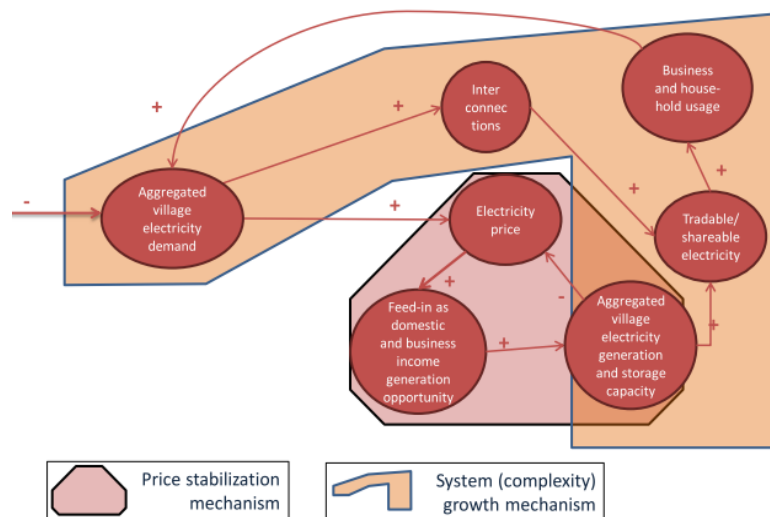 Business
and house-
hold usage
+
Inter
connec
tions
+
-
Aggregated
village
electricity
demand
+
+
Electricity
price
+
Tradable/
shareable
electricity
+
-
Feed-in as
domestic
and business
income
generation
opportunity
+
Aggregated
village
electricity
generation
and storage
capacity
+
Price stabilization
mechanism
System (complexity)
growth mechanism